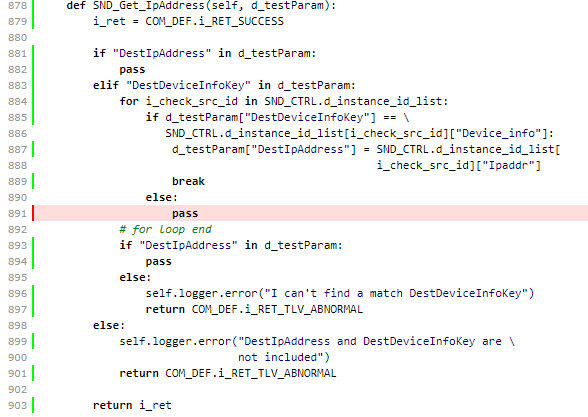 878 def SND_Get_IpAddress(self, d_testParam):
879 i_ret = COM_DEF.i_RET_SUCCESS
880
881 if "DestIpAddress" in d_testParam:
882 pass
883 elif "DestDeviceInfoKey" in d_testParam:
884 for i_check_src_id in SND_CTRL.d_instance_id_list:
885 if d_testParam["DestDeviceInfoKey"] == \
886 SND_CTRL.d_instance_id_list[i_check_src_id]["Device_info"]:
887 d_testParam["DestIpAddress"] = SND_CTRL.d_instance_id_list[
888 i_check_src_id]["Ipaddr"]
889 break
890 else:
891 pass
892 # for loop end
893 if "DestIpAddress" in d_testParam:
894 pass
895 else:
896 self.logger.error("I can't find a match DestDeviceInfoKey")
897 return COM_DEF.i_RET_TLV_ABNORMAL
898 else:
899 self.logger.error("DestIpAddress and DestDeviceInfoKey are \
900 not included")
901 return COM_DEF.i_RET_TLV_ABNORMAL
902
903 return i_ret